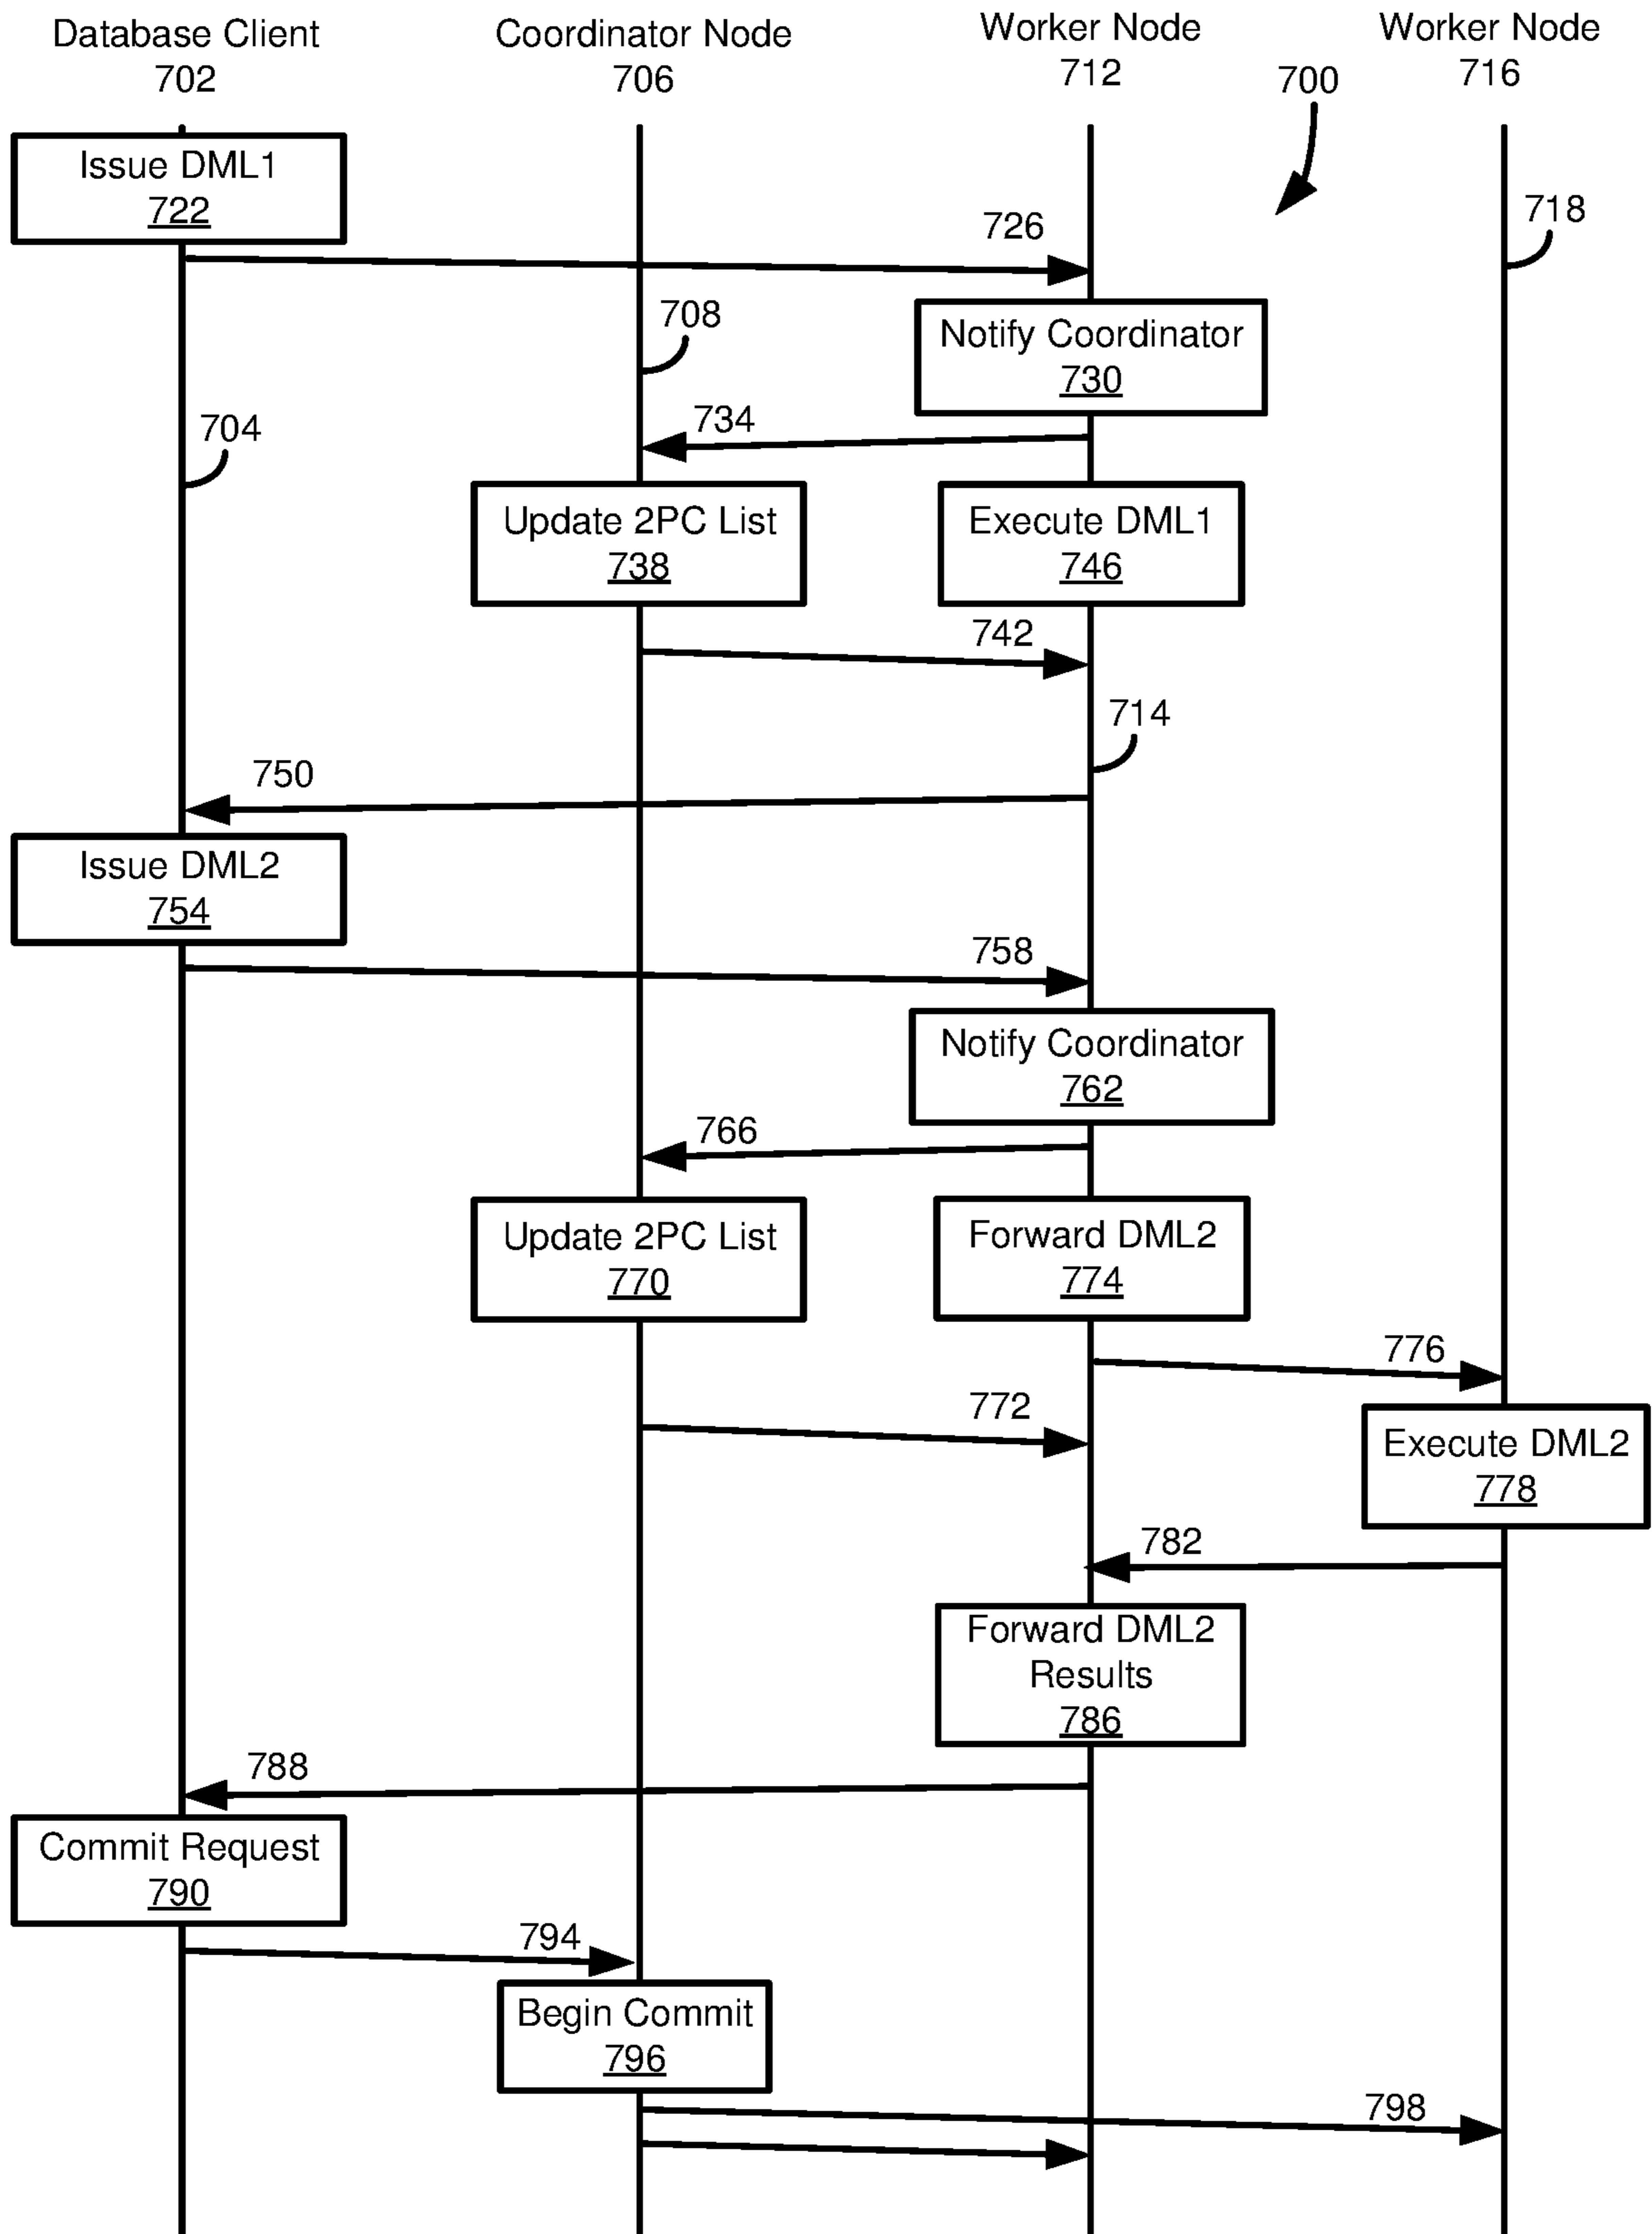 Database Client
702
Coordinator Node
706
Worker Node
712
Worker Node
716
700
Issue DML1
722
726
718
708
Notify Coordinator
730
734
704
Update 2PC List
738
Execute DML1
746
742
714
750
Issue DML2
754
758
Notify Coordinator
762
766
Update 2PC List
770
Forward DML2
774
776
772
Execute DML2
778
782
Forward DML2
Results
786
788
Commit Request
790
794
Begin Commit
796
798